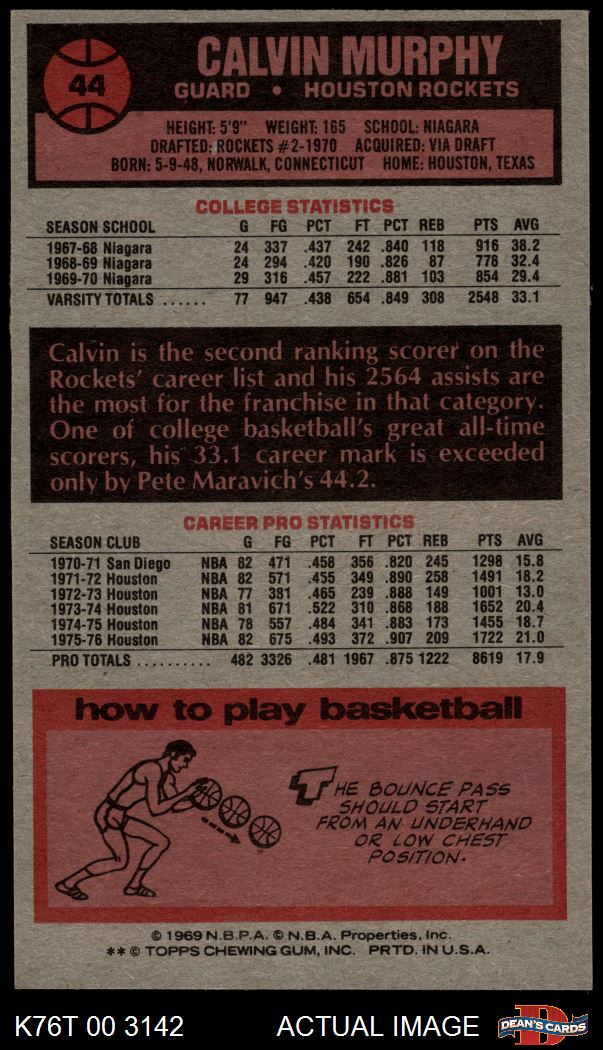 44
CALVIN MURPHY
GUARD • HOUSTON ROCKETS
HEIGHT: 5'9" WEIGHT: 165 SCHOOL: NIAGARA
DRAFTED: ROCKETS #2-1970 ACQUIRED: VIA DRAFT
BORN: 5-9-48, NORWALK, CONNECTICUT HOME: HOUSTON, TEXAS
COLLEGE STATISTICS
SEASON SCHOOL G FG PCT FT PCT REB PTS AVG
1967-68 Niagara 24 337 .437 242 .840 118 916 38.2
1968-69 Niagara 24 294 .420 190 .826 87 778 32.4
1969-70 Niagara 29 316 .457 222 .881 103 854 29.4
VARSITY TOTALS ...... 77 947 .438 654 .849 308 2548 33.1
Calvin is the second ranking scorer on the
Rockets' career list and his 2564 assists are
the most for the franchise in that category.
One of college basketball's great all-time
scorers, his 33.1 career mark is exceeded
only by Pete Maravich's 44.2.
CAREER PRO STATISTICS
SEASON CLUB G FG PCT FT PCT REB PTS AVG
1970-71 San Diego NBA 82 471 .458 356 .820 245 1298 15.8
1971-72 Houston NBA 82 571 .455 349 .890 258 1491 18.2
1972-73 Houston NBA 77 381 .465 239 .888 149 1001 13.0
1973-74 Houston NBA 81 671 .522 310 .868 188 1652 20.4
1974-75 Houston NBA 78 557 .484 341 .883 173 1455 18.7
1975-76 Houston NBA 82 675 .493 372 .907 209 1722 21.0
PRO TOTALS .......... 482 3326 .481 1967 .875 1222 8619 17.9
how to play basketball
THE BOUNCE PASS
SHOULD START
FROM AN UNDERHAND
OR LOW CHEST
POSITION.
© 1969 N.B.P.A. © N.B.A. Properties, Inc.
** © TOPPS CHEWING GUM, INC. PRTD. IN U.S.A.
K76T 00 3142 ACTUAL IMAGE D DEAN'S CARDS